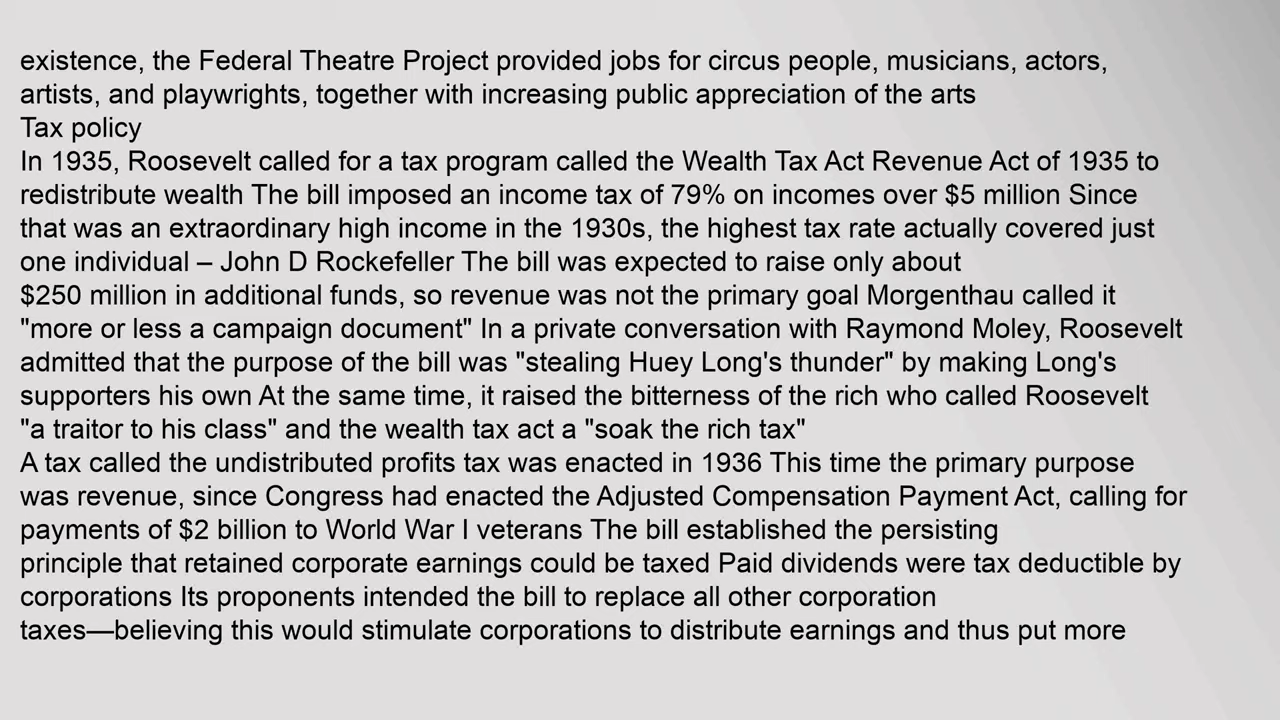 existence, the Federal Theatre Project provided jobs for circus people, musicians, actors,
artists, and playwrights, together with increasing public appreciation of the arts
Tax policy
In 1935, Roosevelt called for a tax program called the Wealth Tax Act Revenue Act of 1935 to
redistribute wealth The bill imposed an income tax of 79% on incomes over $5 million Since
that was an extraordinary high income in the 1930s, the highest tax rate actually covered just
one individual – John D Rockefeller The bill was expected to raise only about
$250 million in additional funds, so revenue was not the primary goal Morgenthau called it
"more or less a campaign document" In a private conversation with Raymond Moley, Roosevelt
admitted that the purpose of the bill was "stealing Huey Long's thunder" by making Long's
supporters his own At the same time, it raised the bitterness of the rich who called Roosevelt
"a traitor to his class" and the wealth tax act a "soak the rich tax"
A tax called the undistributed profits tax was enacted in 1936 This time the primary purpose
was revenue, since Congress had enacted the Adjusted Compensation Payment Act, calling for
payments of $2 billion to World War I veterans The bill established the persisting
principle that retained corporate earnings could be taxed Paid dividends were tax deductible by
corporations Its proponents intended the bill to replace all other corporation
taxes—believing this would stimulate corporations to distribute earnings and thus put more